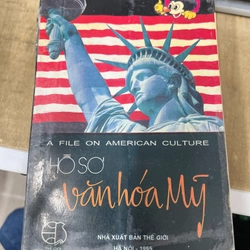 A FILE ON AMERICAN CULTURE
HỒ SƠ
văn hóa Mỹ
NHÀ XUẤT BẢN THẾ GIỚI
HÀ NỘI - 1995